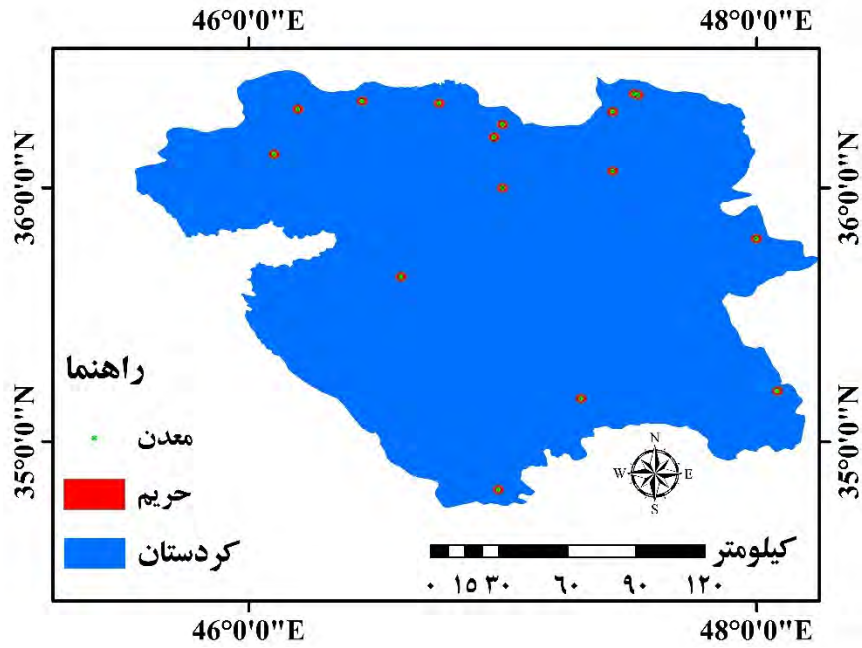 46°0'0"E
48°0'0"E
36°0'0"N
36°0'0"N
راهنما
معدن
حریم
کردستان
35°0'0"N
35°0'0"N
N
W E
S
کیلومتر
۰ ۱۵ ۳۰ ۶۰ ۹۰ ۱۲۰
46°0'0"E
48°0'0"E